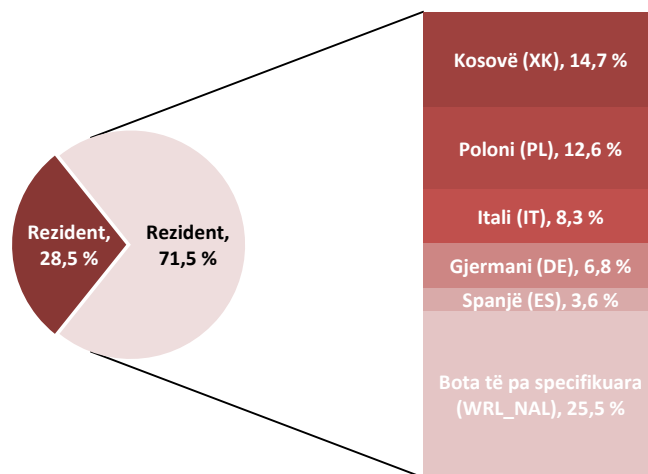 Rezident,
28,5 %
Rezident,
71,5 %
Kosovë (XK), 14,7 %
Poloni (PL), 12,6 %
Itali (IT), 8,3 %
Gjermani (DE), 6,8 %
Spanjë (ES), 3,6 %
Bota të pa specifikuara
(WRL_NAL), 25,5 %